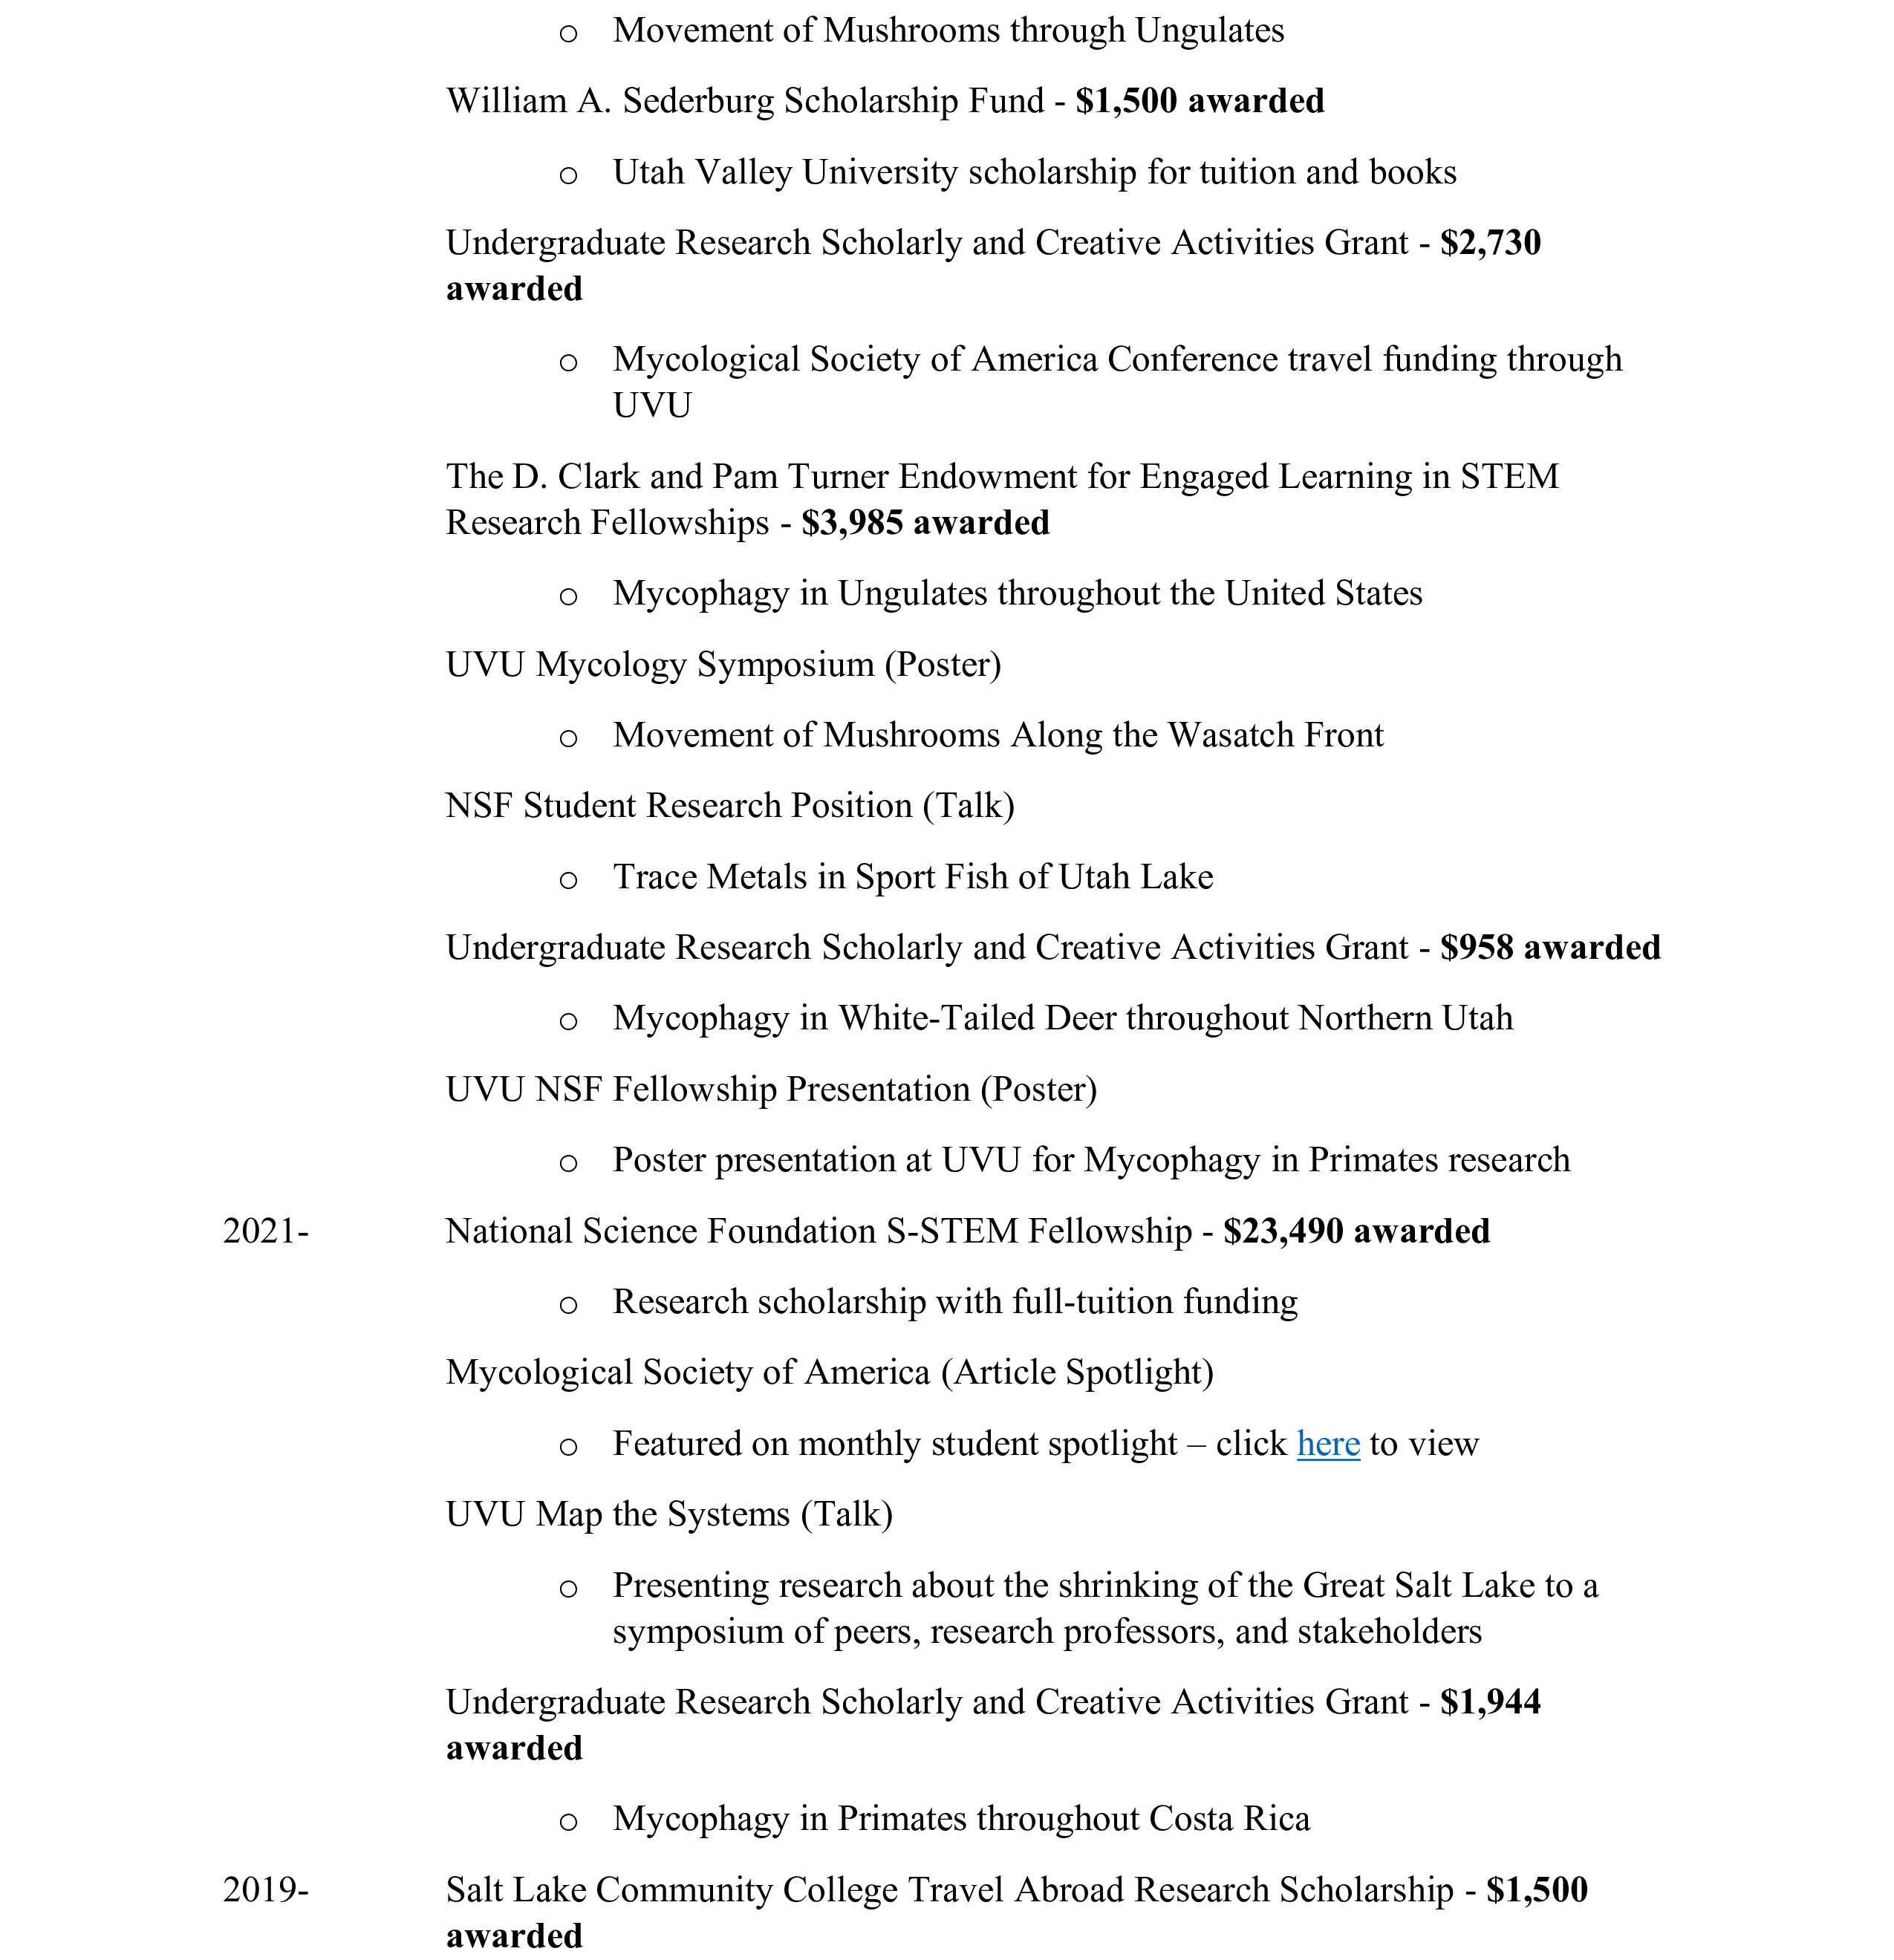 o Movement of Mushrooms through Ungulates
William A. Sederburg Scholarship Fund - $1,500 awarded
o Utah Valley University scholarship for tuition and books
Undergraduate Research Scholarly and Creative Activities Grant - $2,730
awarded
o Mycological Society of America Conference travel funding through
UVU
The D. Clark and Pam Turner Endowment for Engaged Learning in STEM
Research Fellowships - $3,985 awarded
o Mycophagy in Ungulates throughout the United States
UVU Mycology Symposium (Poster)
o Movement of Mushrooms Along the Wasatch Front
NSF Student Research Position (Talk)
o Trace Metals in Sport Fish of Utah Lake
Undergraduate Research Scholarly and Creative Activities Grant - $958 awarded
o Mycophagy in White-Tailed Deer throughout Northern Utah
UVU NSF Fellowship Presentation (Poster)
o Poster presentation at UVU for Mycophagy in Primates research
2021- National Science Foundation S-STEM Fellowship - $23,490 awarded
o Research scholarship with full-tuition funding
Mycological Society of America (Article Spotlight)
o Featured on monthly student spotlight – click here to view
UVU Map the Systems (Talk)
o Presenting research about the shrinking of the Great Salt Lake to a
symposium of peers, research professors, and stakeholders
Undergraduate Research Scholarly and Creative Activities Grant - $1,944
awarded
o Mycophagy in Primates throughout Costa Rica
2019- Salt Lake Community College Travel Abroad Research Scholarship - $1,500
awarded